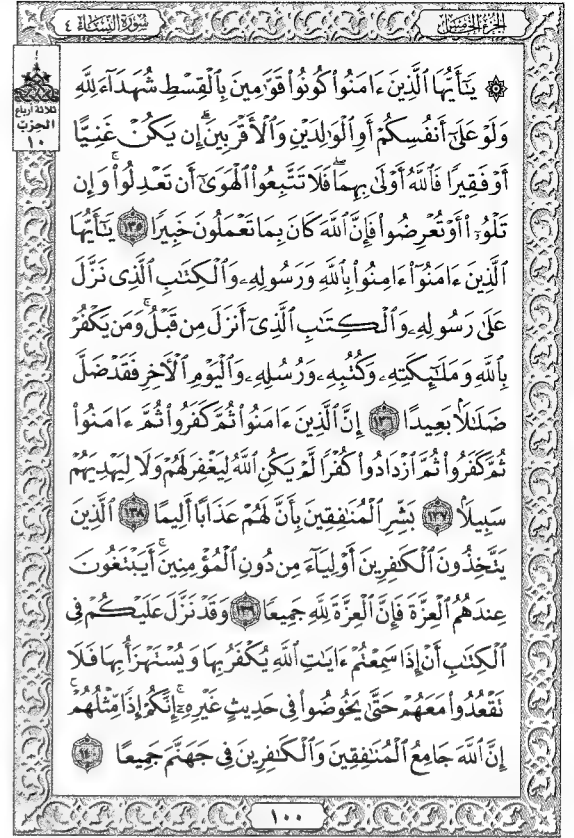 الجزء الخامس
سورة النساء ٤
ثلاثة أرباع
الحزب
١٠
۞ يَـٰٓأَيُّهَا ٱلَّذِينَ ءَامَنُوا۟ كُونُوا۟ قَوَّٰمِينَ بِٱلْقِسْطِ شُهَدَآءَ لِلَّهِ
وَلَوْ عَلَىٰٓ أَنفُسِكُمْ أَوِ ٱلْوَٰلِدَيْنِ وَٱلْأَقْرَبِينَ ۚ إِن يَكُنْ غَنِيًّا
أَوْ فَقِيرًا فَٱللَّهُ أَوْلَىٰ بِهِمَا ۖ فَلَا تَتَّبِعُوا۟ ٱلْهَوَىٰٓ أَن تَعْدِلُوا۟ ۚ وَإِن
تَلْوُۥٓا۟ أَوْ تُعْرِضُوا۟ فَإِنَّ ٱللَّهَ كَانَ بِمَا تَعْمَلُونَ خَبِيرًا ١٣٥ يَـٰٓأَيُّهَا
ٱلَّذِينَ ءَامَنُوٓا۟ ءَامِنُوا۟ بِٱللَّهِ وَرَسُولِهِۦ وَٱلْكِتَـٰبِ ٱلَّذِى نَزَّلَ
عَلَىٰ رَسُولِهِۦ وَٱلْكِتَـٰبِ ٱلَّذِىٓ أَنزَلَ مِن قَبْلُ ۚ وَمَن يَكْفُرْ
بِٱللَّهِ وَمَلَـٰٓئِكَتِهِۦ وَكُتُبِهِۦ وَرُسُلِهِۦ وَٱلْيَوْمِ ٱلْـَٔاخِرِ فَقَدْ ضَلَّ
ضَلَـٰلًۢا بَعِيدًا ١٣٦ إِنَّ ٱلَّذِينَ ءَامَنُوا۟ ثُمَّ كَفَرُوا۟ ثُمَّ ءَامَنُوا۟
ثُمَّ كَفَرُوا۟ ثُمَّ ٱزْدَادُوا۟ كُفْرًا لَّمْ يَكُنِ ٱللَّهُ لِيَغْفِرَ لَهُمْ وَلَا لِيَهْدِيَهُمْ
سَبِيلًۢا ١٣٧ بَشِّرِ ٱلْمُنَـٰفِقِينَ بِأَنَّ لَهُمْ عَذَابًا أَلِيمًا ١٣٨ ٱلَّذِينَ
يَتَّخِذُونَ ٱلْكَـٰفِرِينَ أَوْلِيَآءَ مِن دُونِ ٱلْمُؤْمِنِينَ ۚ أَيَبْتَغُونَ
عِندَهُمُ ٱلْعِزَّةَ فَإِنَّ ٱلْعِزَّةَ لِلَّهِ جَمِيعًا ١٣٩ وَقَدْ نَزَّلَ عَلَيْكُمْ فِى
ٱلْكِتَـٰبِ أَنْ إِذَا سَمِعْتُمْ ءَايَـٰتِ ٱللَّهِ يُكْفَرُ بِهَا وَيُسْتَهْزَأُ بِهَا فَلَا
تَقْعُدُوا۟ مَعَهُمْ حَتَّىٰ يَخُوضُوا۟ فِى حَدِيثٍ غَيْرِهِۦٓ ۚ إِنَّكُمْ إِذًا مِّثْلُهُمْ ۗ
إِنَّ ٱللَّهَ جَامِعُ ٱلْمُنَـٰفِقِينَ وَٱلْكَـٰفِرِينَ فِى جَهَنَّمَ جَمِيعًا ١٤٠
١٠٠